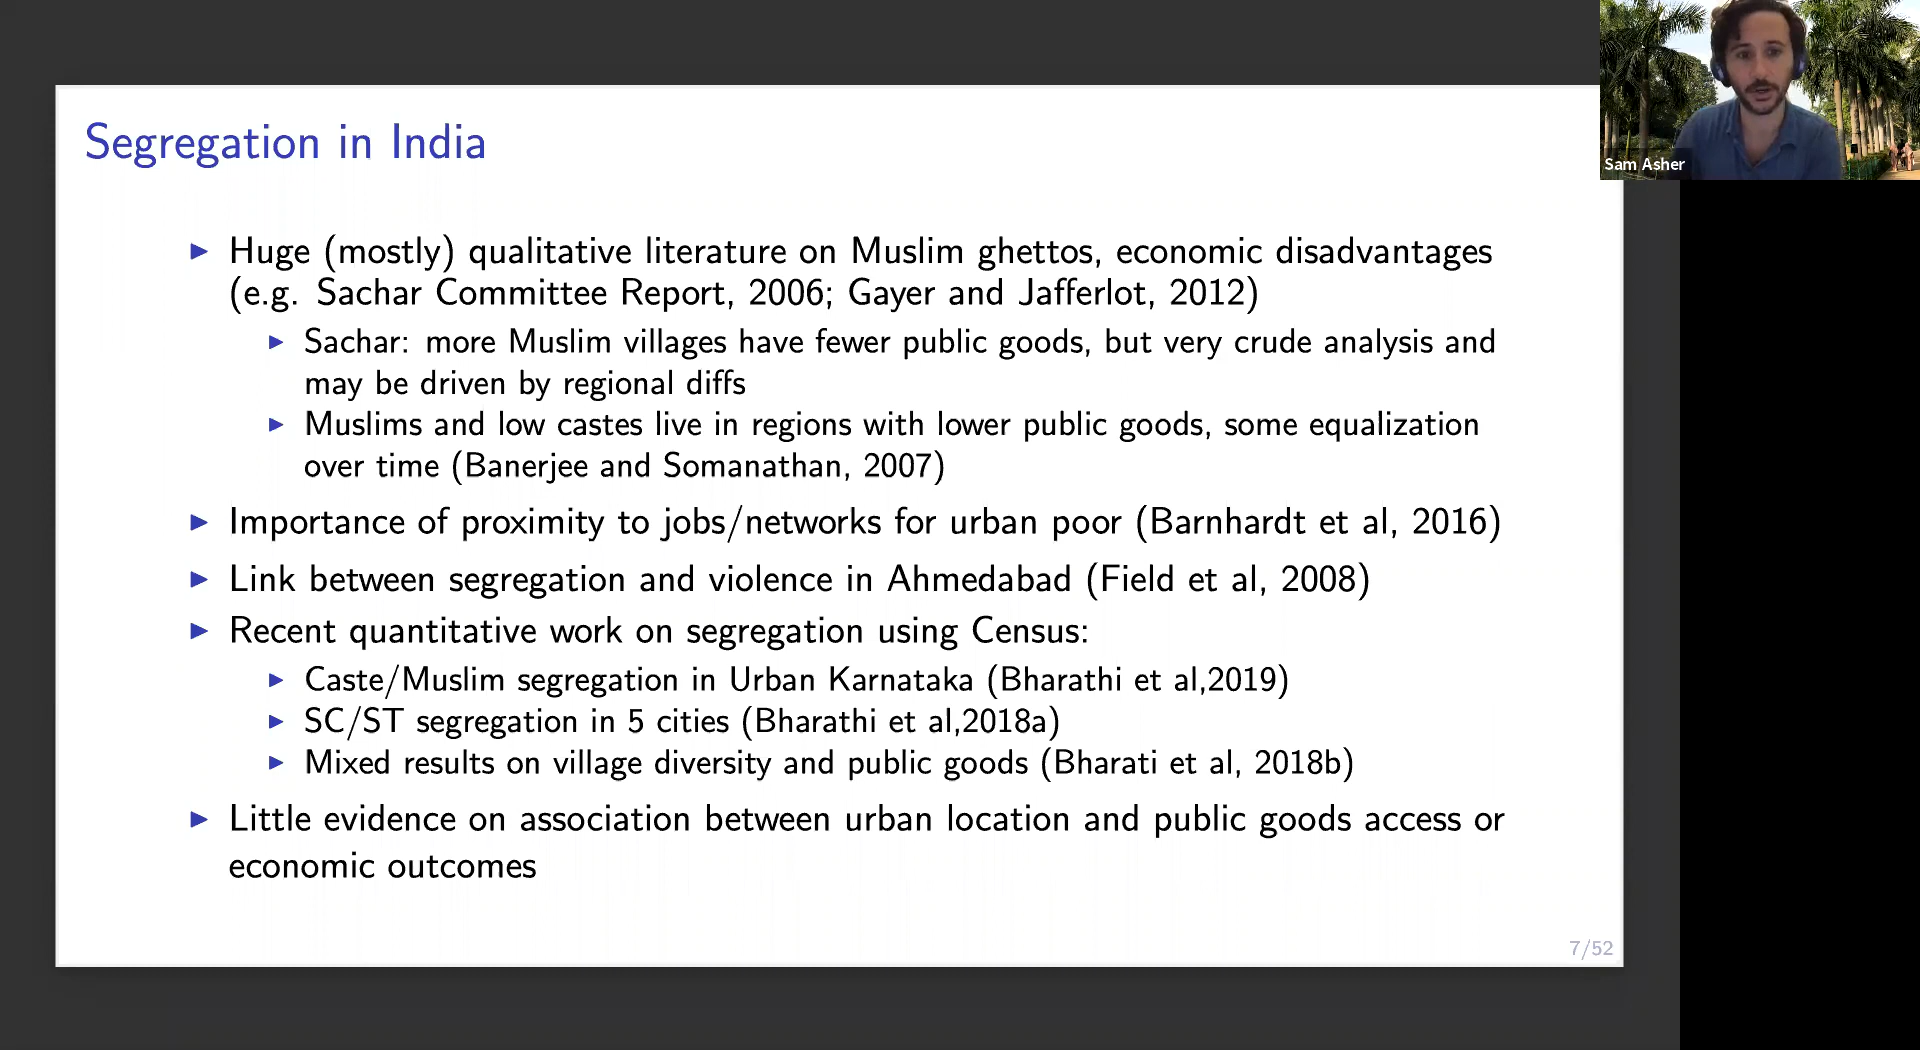 Segregation in India
Huge (mostly) qualitative literature on Muslim ghettos, economic disadvantages
(e.g. Sachar Committee Report, 2006; Gayer and Jafferlot, 2012)
Sachar: more Muslim villages have fewer public goods, but very crude analysis and
may be driven by regional diffs
Muslims and low castes live in regions with lower public goods, some equalization
over time (Banerjee and Somanathan, 2007)
Importance of proximity to jobs/networks for urban poor (Barnhardt et al, 2016)
Link between segregation and violence in Ahmedabad (Field et al, 2008)
Recent quantitative work on segregation using Census:
Caste/Muslim segregation in Urban Karnataka (Bharathi et al,2019)
SC/ST segregation in 5 cities (Bharathi et al,2018a)
Mixed results on village diversity and public goods (Bharati et al, 2018b)
Little evidence on association between urban location and public goods access or
economic outcomes
7/52
Sam Asher